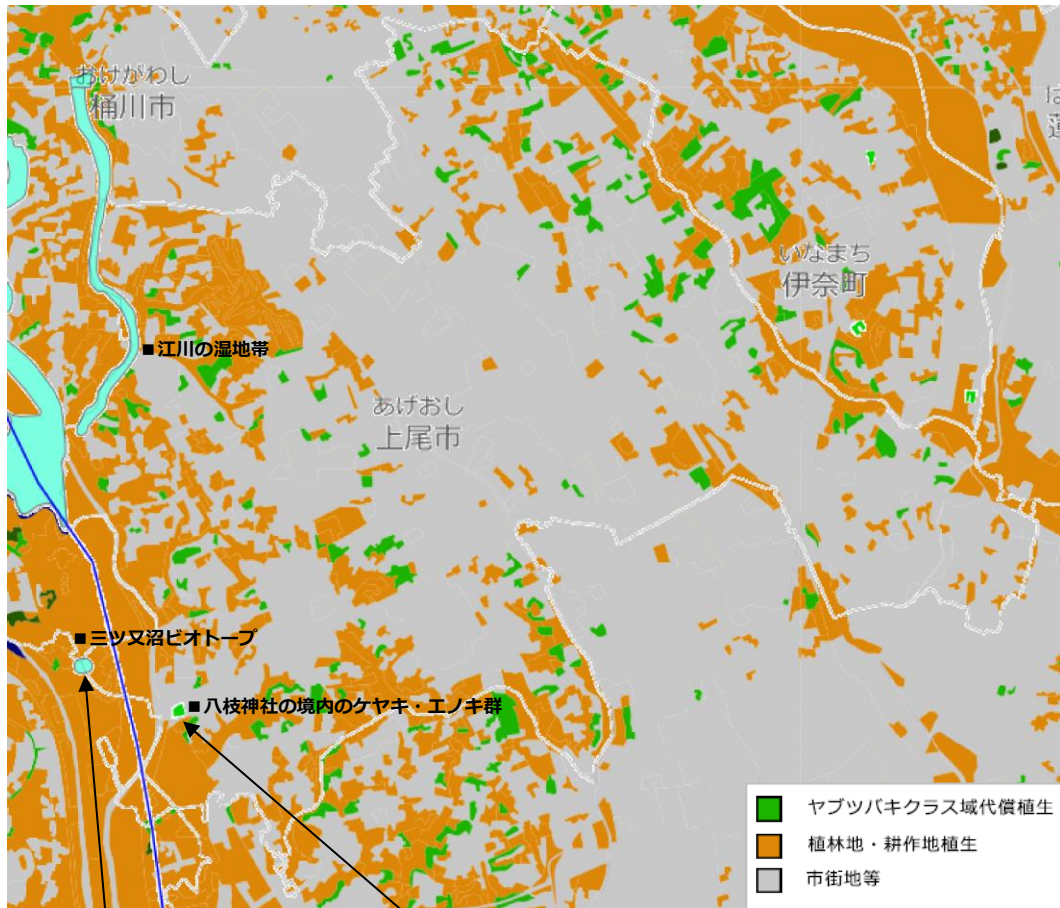 おけがわし
桶川市
は
蓮
いなまち
伊奈町
■江川の湿地帯
あげおし
上尾市
■三ツ又沼ビオトープ
■八枝神社の境内のケヤキ・エノキ群
ヤブツバキクラス域代償植生
植林地・耕作地植生
市街地等